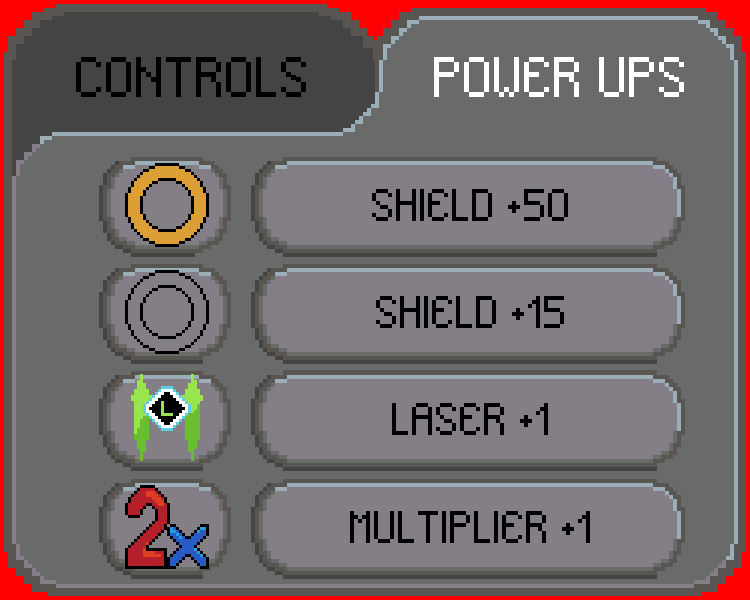 CONTROLS
POWER UPS
SHIELD +50
SHIELD +15
L
LASER +1
2x
MULTIPLIER +1